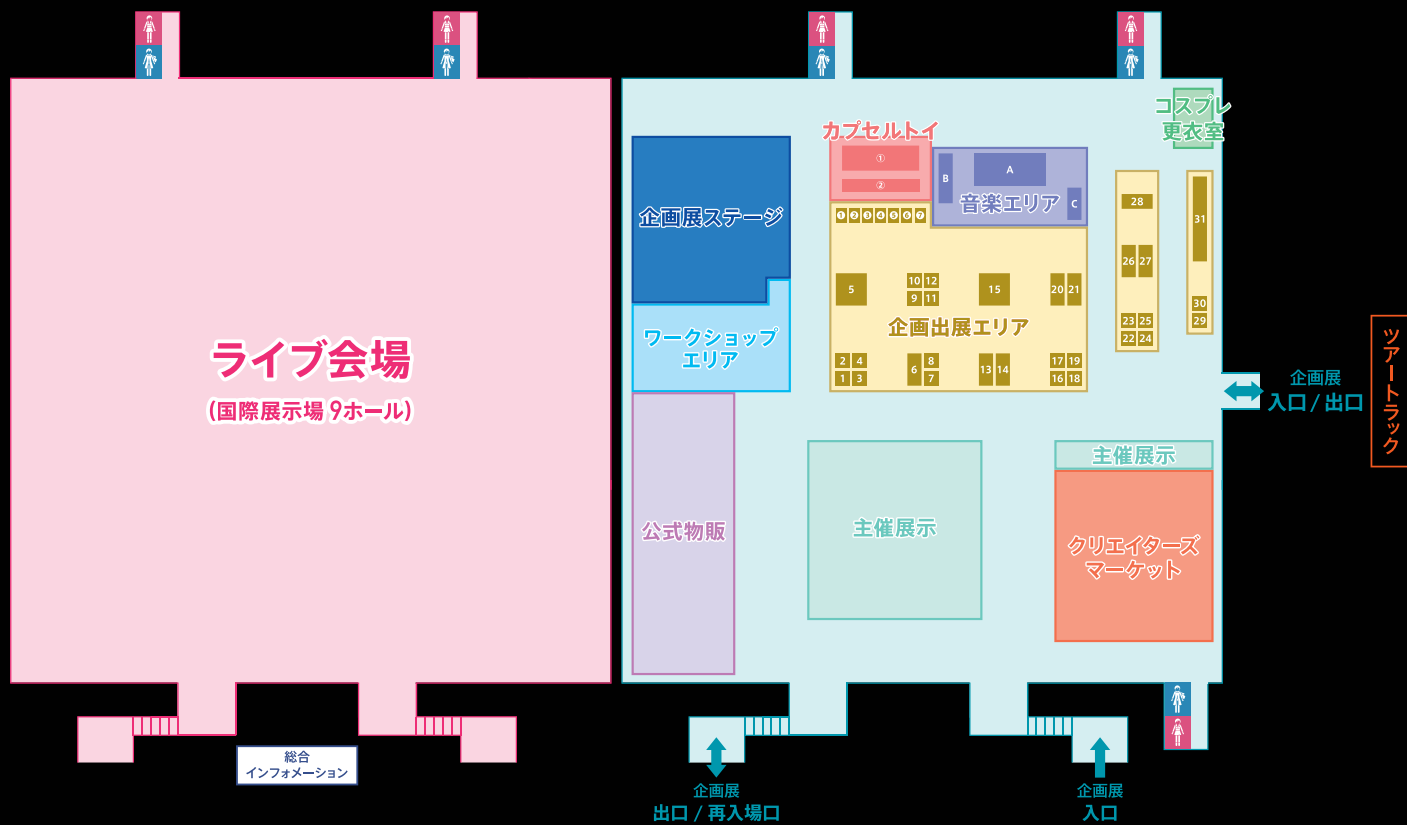 ライブ会場
(国際展示場 9ホール)
総合
インフォメーション
コスプレ
更衣室
カプセルトイ
①
②
A
B
C
音楽エリア
企画展ステージ
ワークショップ
エリア
❶❷❸❹❺❻❼
5
10 12
9 11
15
20 21
企画出展エリア
2 4
1 3
6
8
7
13 14
17 19
16 18
28
26 27
23 25
22 24
31
30
29
企画展
入口 / 出口
ツアートラック
公式物販
主催展示
主催展示
クリエイターズ
マーケット
企画展
出口 / 再入場口
企画展
入口